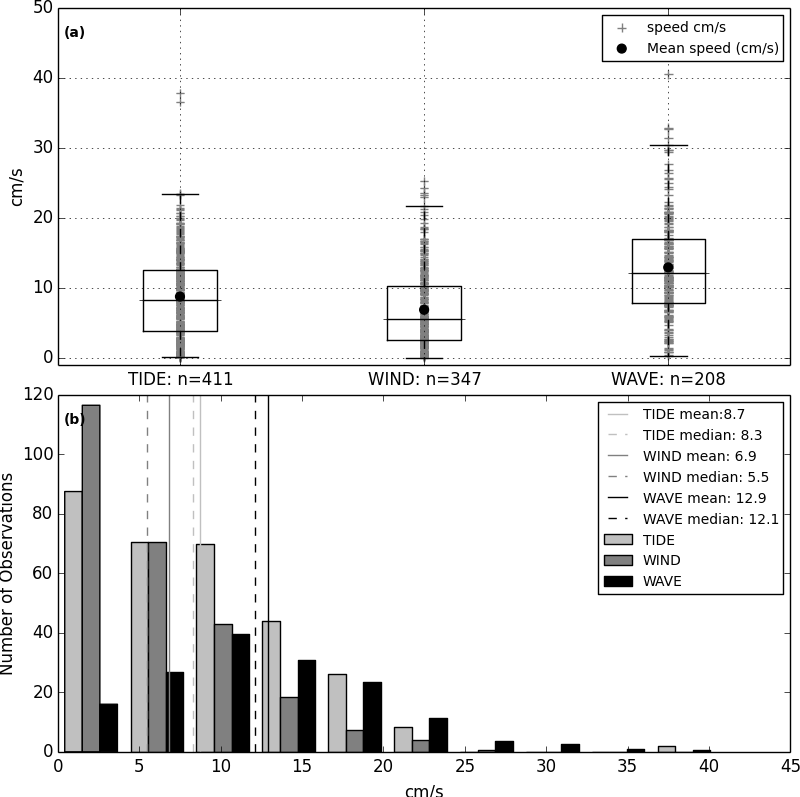 50
40
30
20
10
0
cm/s
(a)
speed cm/s
Mean speed (cm/s)
TIDE: n=411 WIND: n=347 WAVE: n=208
120
100
80
60
40
20
0
Number of Observations
(b)
TIDE mean:8.7
TIDE median: 8.3
WIND mean: 6.9
WIND median: 5.5
WAVE mean: 12.9
WAVE median: 12.1
TIDE
WIND
WAVE
0 5 10 15 20 25 30 35 40 45
cm/s